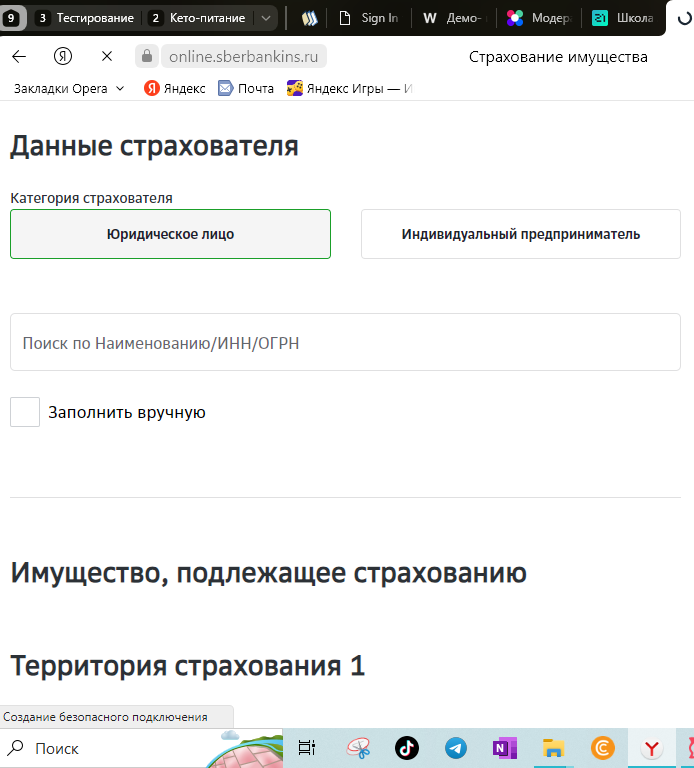 9 3 Тестирование 2 Кето-питание Sign In W Демо- Модер Школа
Я online.sberbankins.ru Страхование имущества
Закладки Opera Я Яндекс Почта Яндекс Игры — И
Данные страхователя
Категория страхователя
Юридическое лицо Индивидуальный предприниматель
Поиск по Наименованию/ИНН/ОГРН
Заполнить вручную
Имущество, подлежащее страхованию
Территория страхования 1
Создание безопасного подключения
Поиск